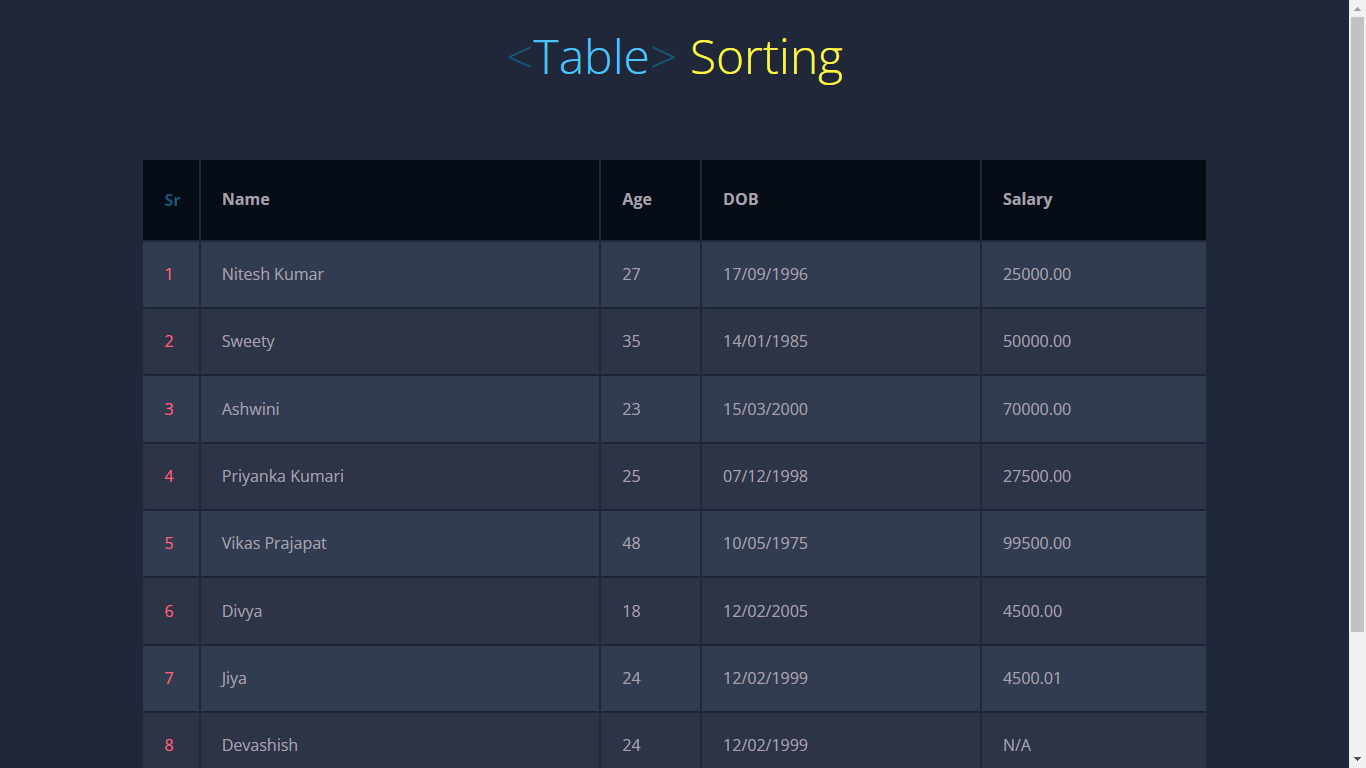 <Table> Sorting
Sr Name Age DOB Salary
1 Nitesh Kumar 27 17/09/1996 25000.00
2 Sweety 35 14/01/1985 50000.00
3 Ashwini 23 15/03/2000 70000.00
4 Priyanka Kumari 25 07/12/1998 27500.00
5 Vikas Prajapat 48 10/05/1975 99500.00
6 Divya 18 12/02/2005 4500.00
7 Jiya 24 12/02/1999 4500.01
8 Devashish 24 12/02/1999 N/A